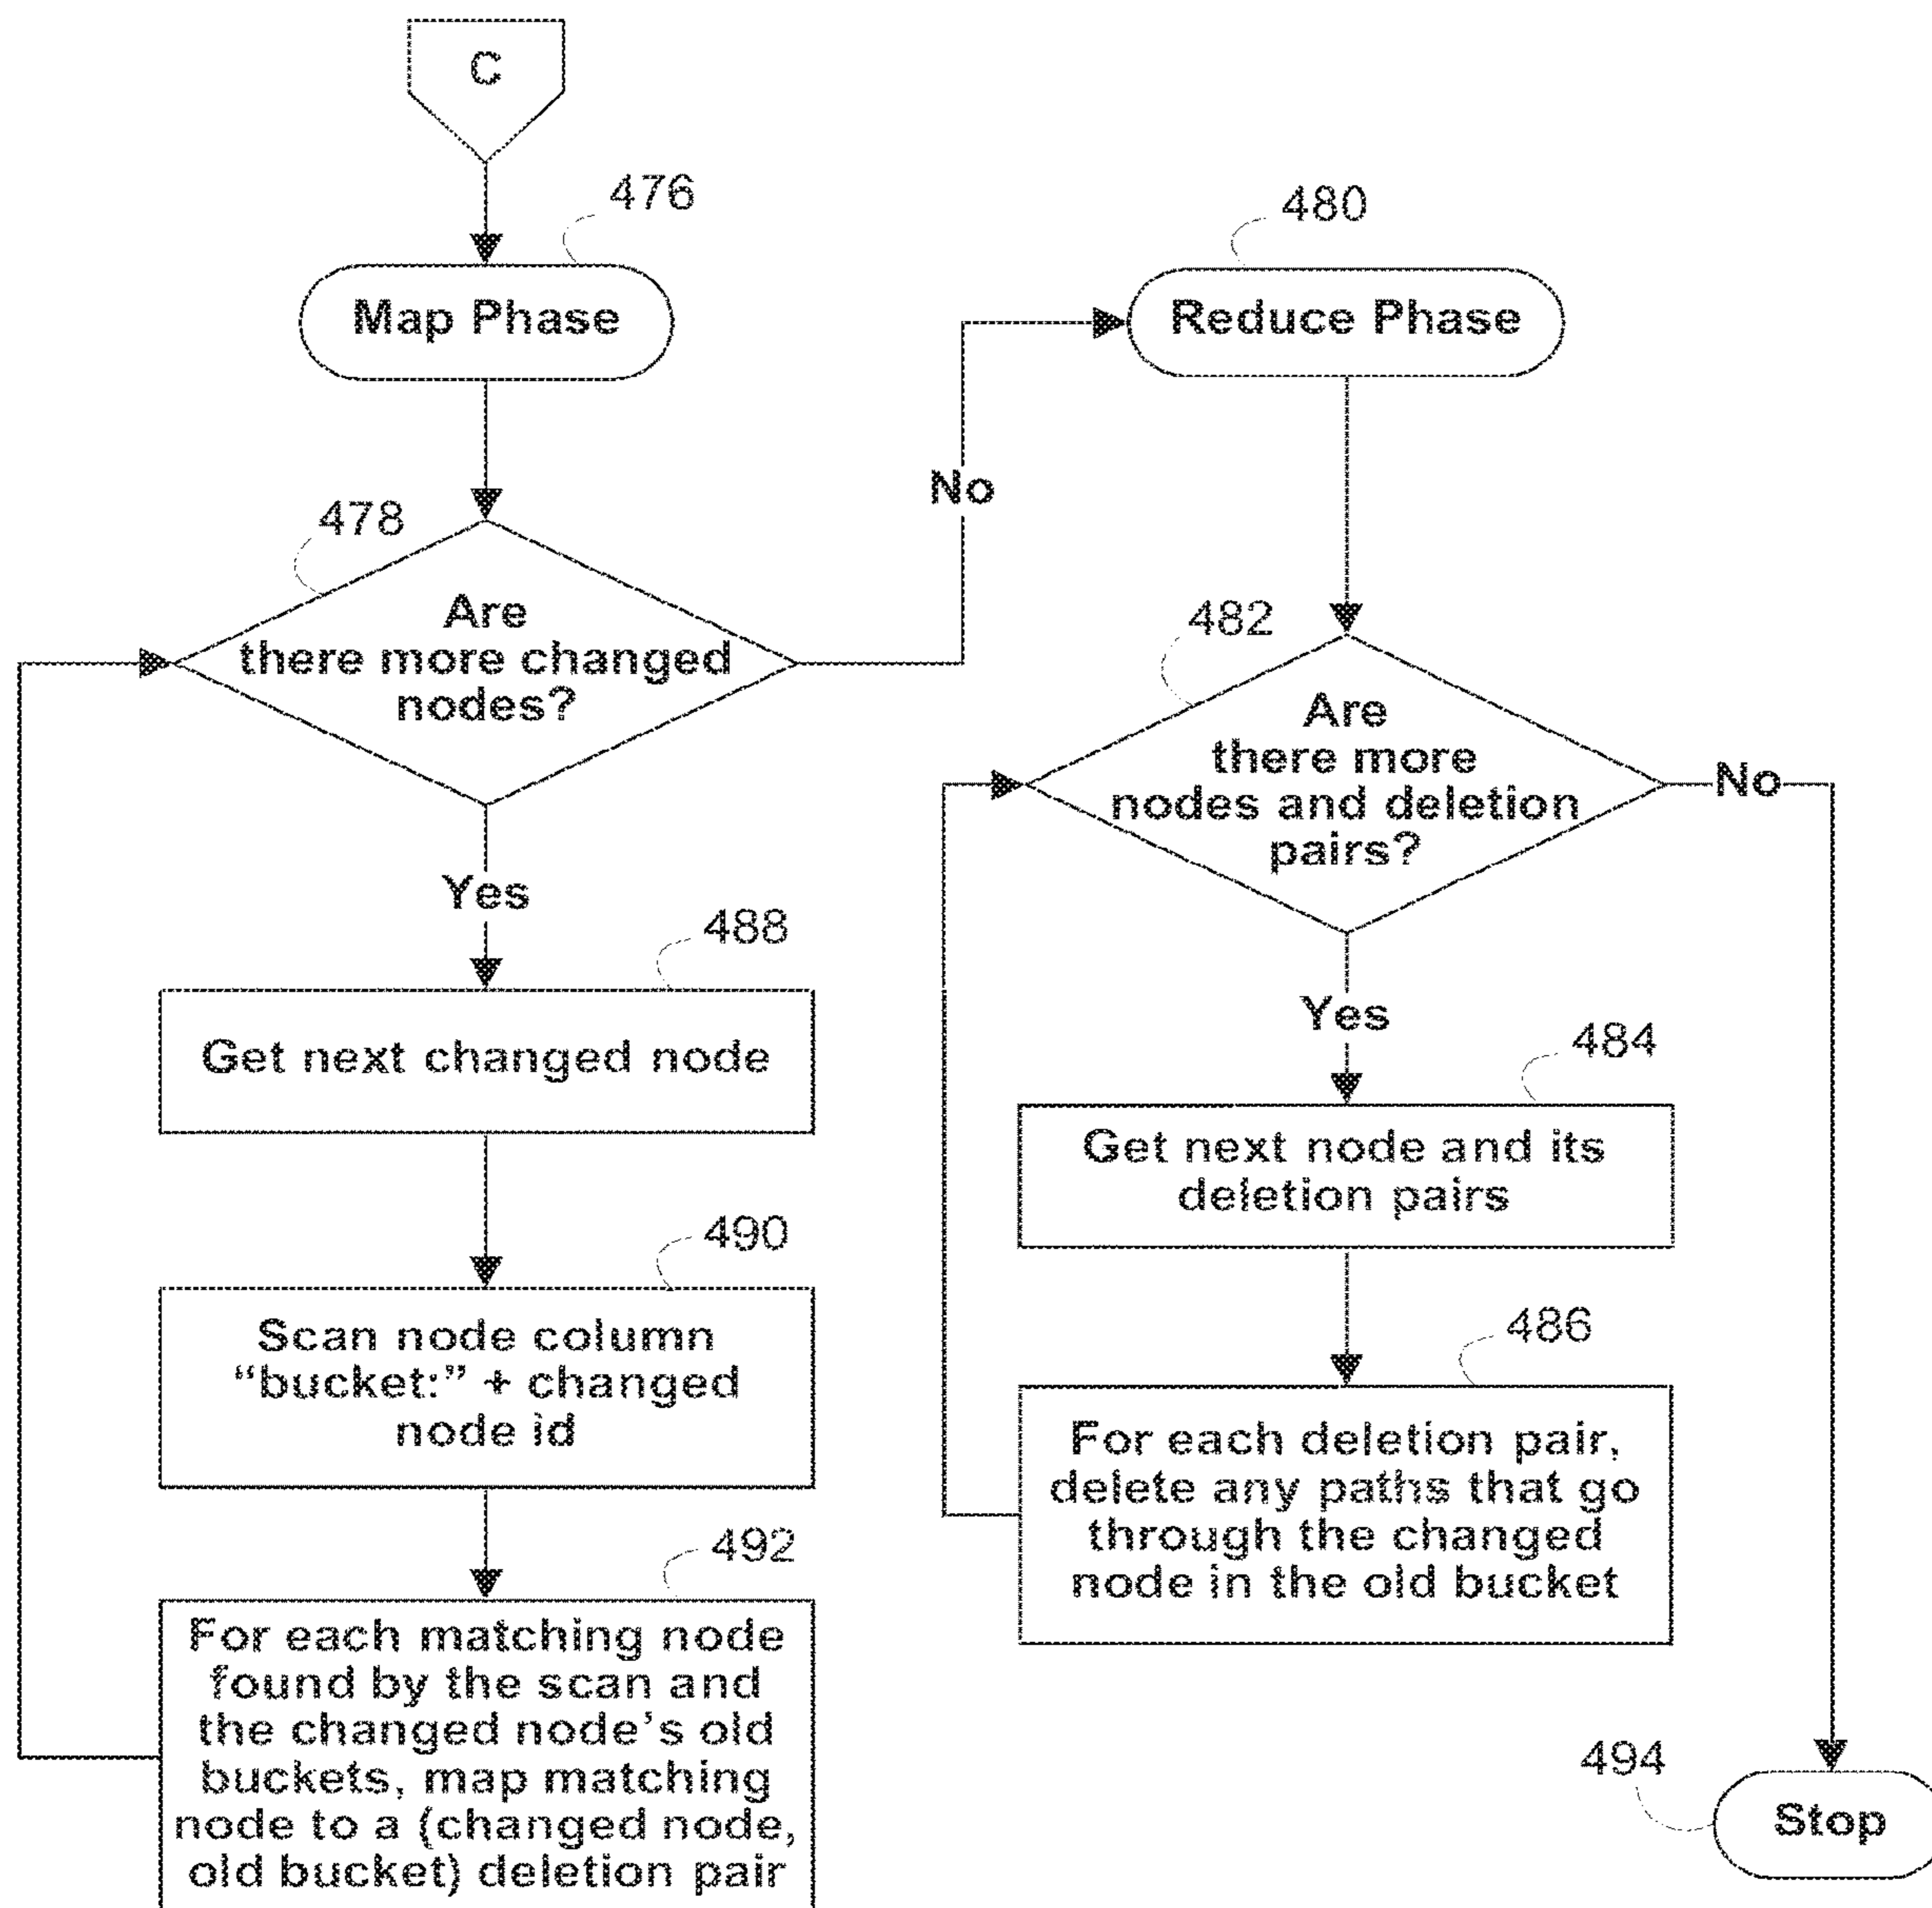 C
476
Map Phase
478
Are
there more changed
nodes?
Yes
488
Get next changed node
490
Scan node column
“bucket:” + changed
node id
492
For each matching node
found by the scan and
the changed node’s old
buckets, map matching
node to a (changed node,
old bucket) deletion pair
No
480
Reduce Phase
482
Are
there more
nodes and deletion
pairs?
No
Yes
484
Get next node and its
deletion pairs
486
For each deletion pair,
delete any paths that go
through the changed
node in the old bucket
494
Stop